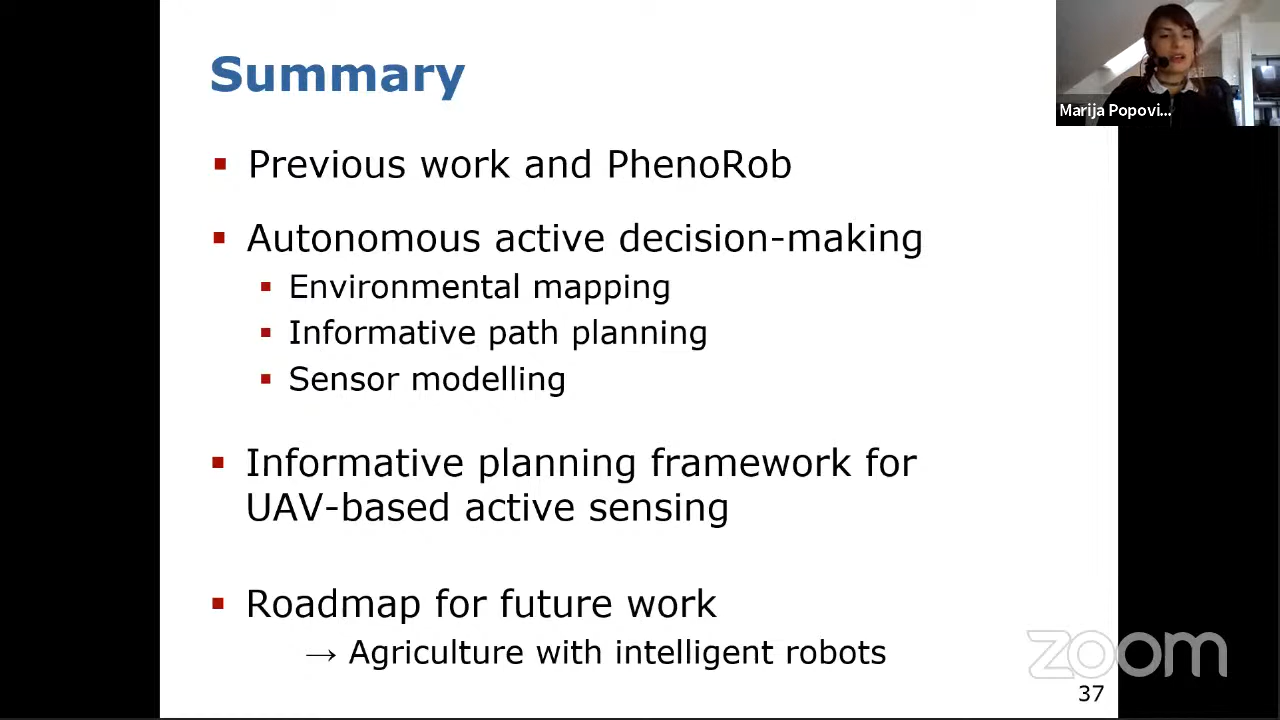 Summary
Marija Popovi...
Previous work and PhenoRob
Autonomous active decision-making
Environmental mapping
Informative path planning
Sensor modelling
Informative planning framework for
UAV-based active sensing
Roadmap for future work
→ Agriculture with intelligent robots
zoom
37